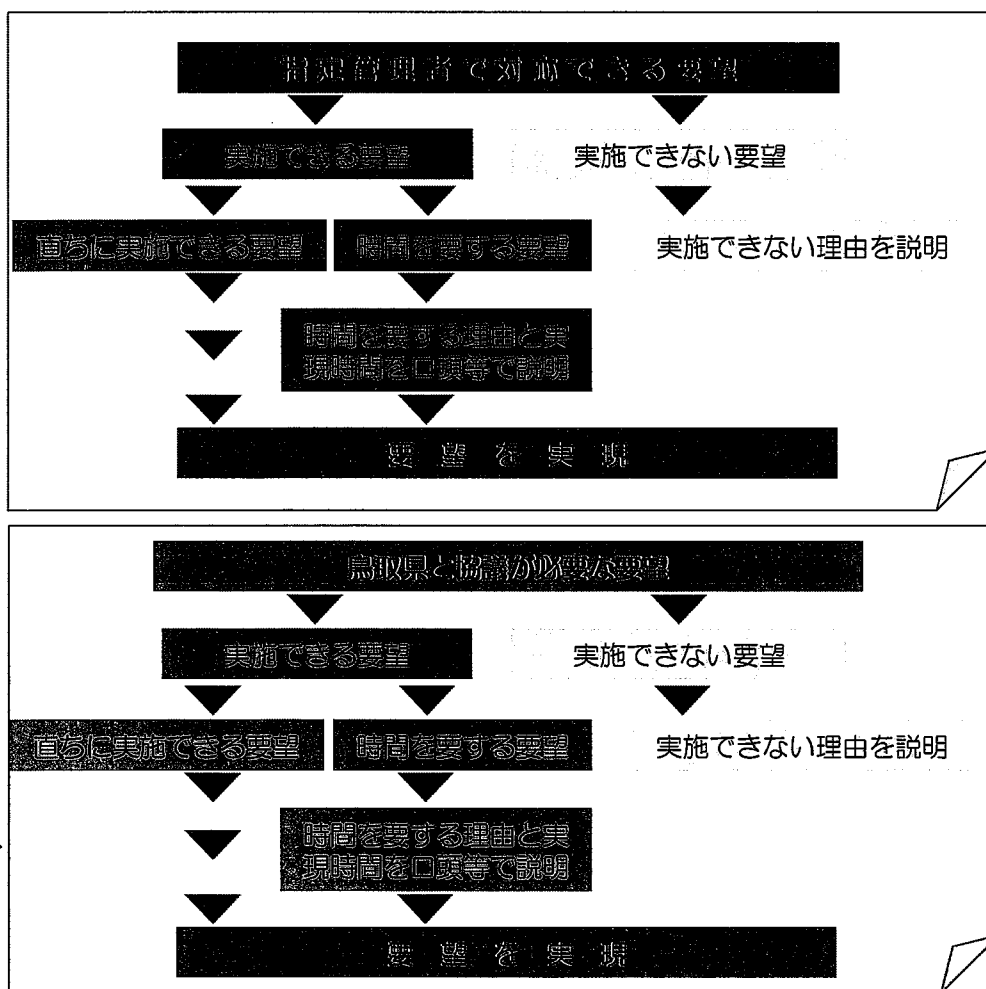 指定管理者で対応できる要望
実施できる要望
実施できない要望
直ちに実施できる要望
時間を要する要望
実施できない理由を説明
時間を要する理由と実
現時間を口頭等で説明
要望を実現
鳥取県と協議が必要な要望
実施できる要望
実施できない要望
直ちに実施できる要望
時間を要する要望
実施できない理由を説明
時間を要する理由と実
現時間を口頭等で説明
要望を実現